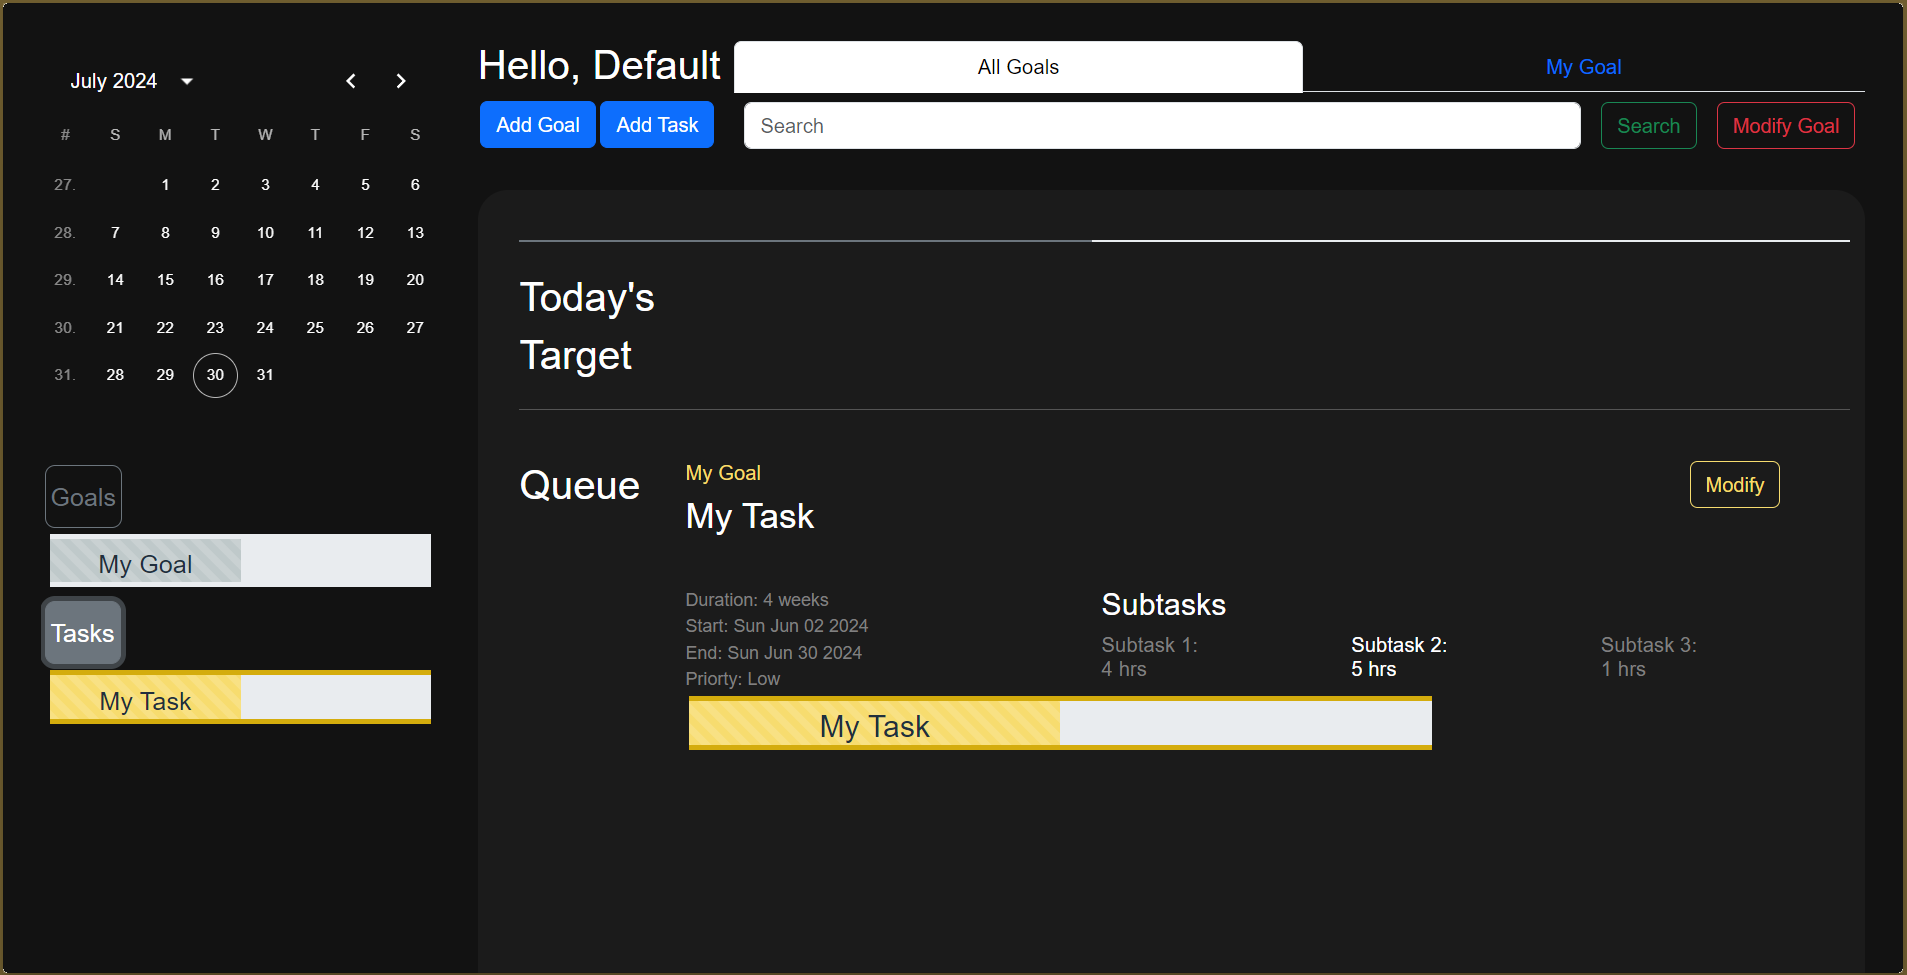 July 2024
# S M T W T F S
27. 1 2 3 4 5 6
28. 7 8 9 10 11 12 13
29. 14 15 16 17 18 19 20
30. 21 22 23 24 25 26 27
31. 28 29 30 31
Goals
My Goal
Tasks
My Task
Hello, Default
All Goals
My Goal
Add Goal
Add Task
Search
Search
Modify Goal
Today's
Target
Queue
My Goal
My Task
Modify
Duration: 4 weeks
Start: Sun Jun 02 2024
End: Sun Jun 30 2024
Priorty: Low
Subtasks
Subtask 1:
4 hrs
Subtask 2:
5 hrs
Subtask 3:
1 hrs
My Task